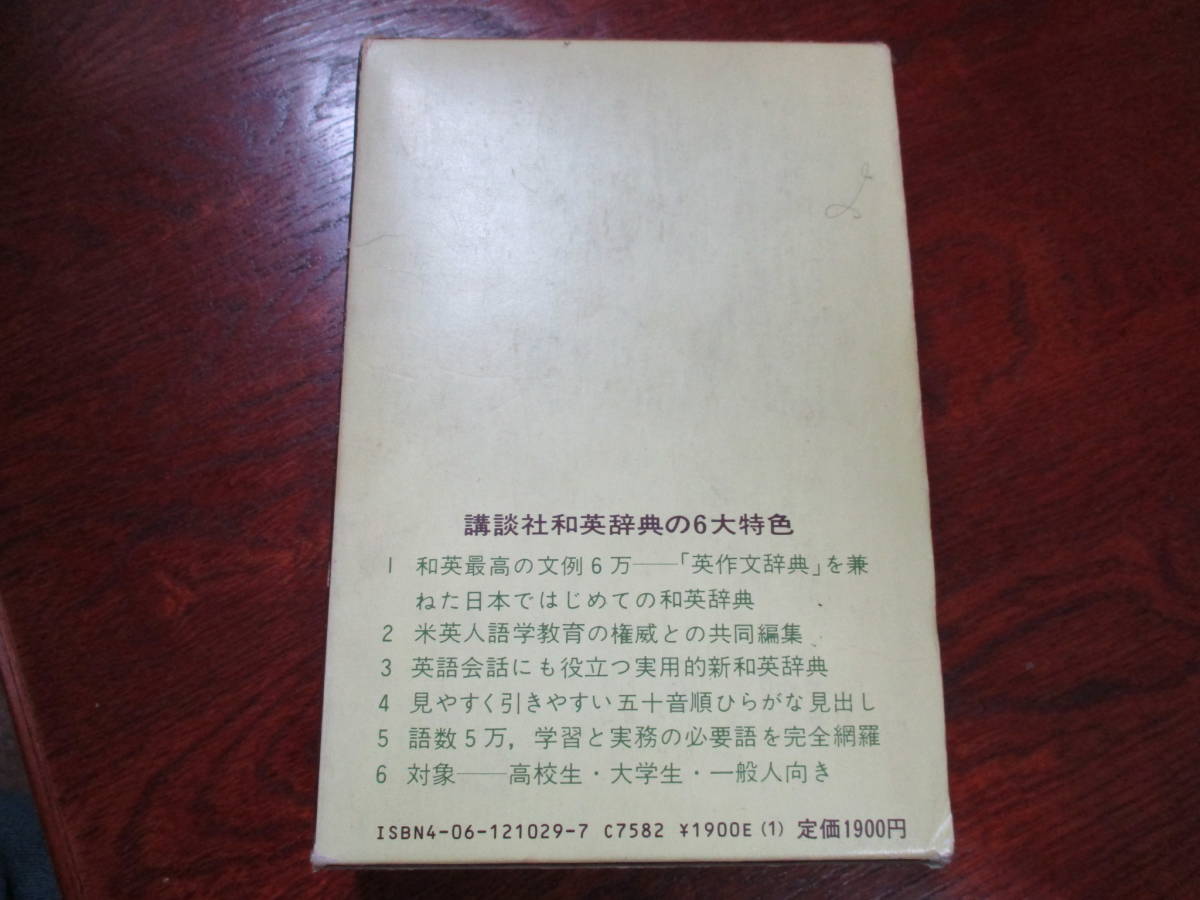 講談社和英辞典の6大特色
1 和英最高の文例6万──「英作文辞典」を兼
ねた日本ではじめての和英辞典
2 米英人語学教育の権威との共同編集
3 英語会話にも役立つ実用的新和英辞典
4 見やすく引きやすい五十音順ひらがな見出し
5 語数5万,学習と実務の必要語を完全網羅
6 対象──高校生・大学生・一般人向き
ISBN4-06-121029-7 C7582 ¥1900E (1) 定価1900円